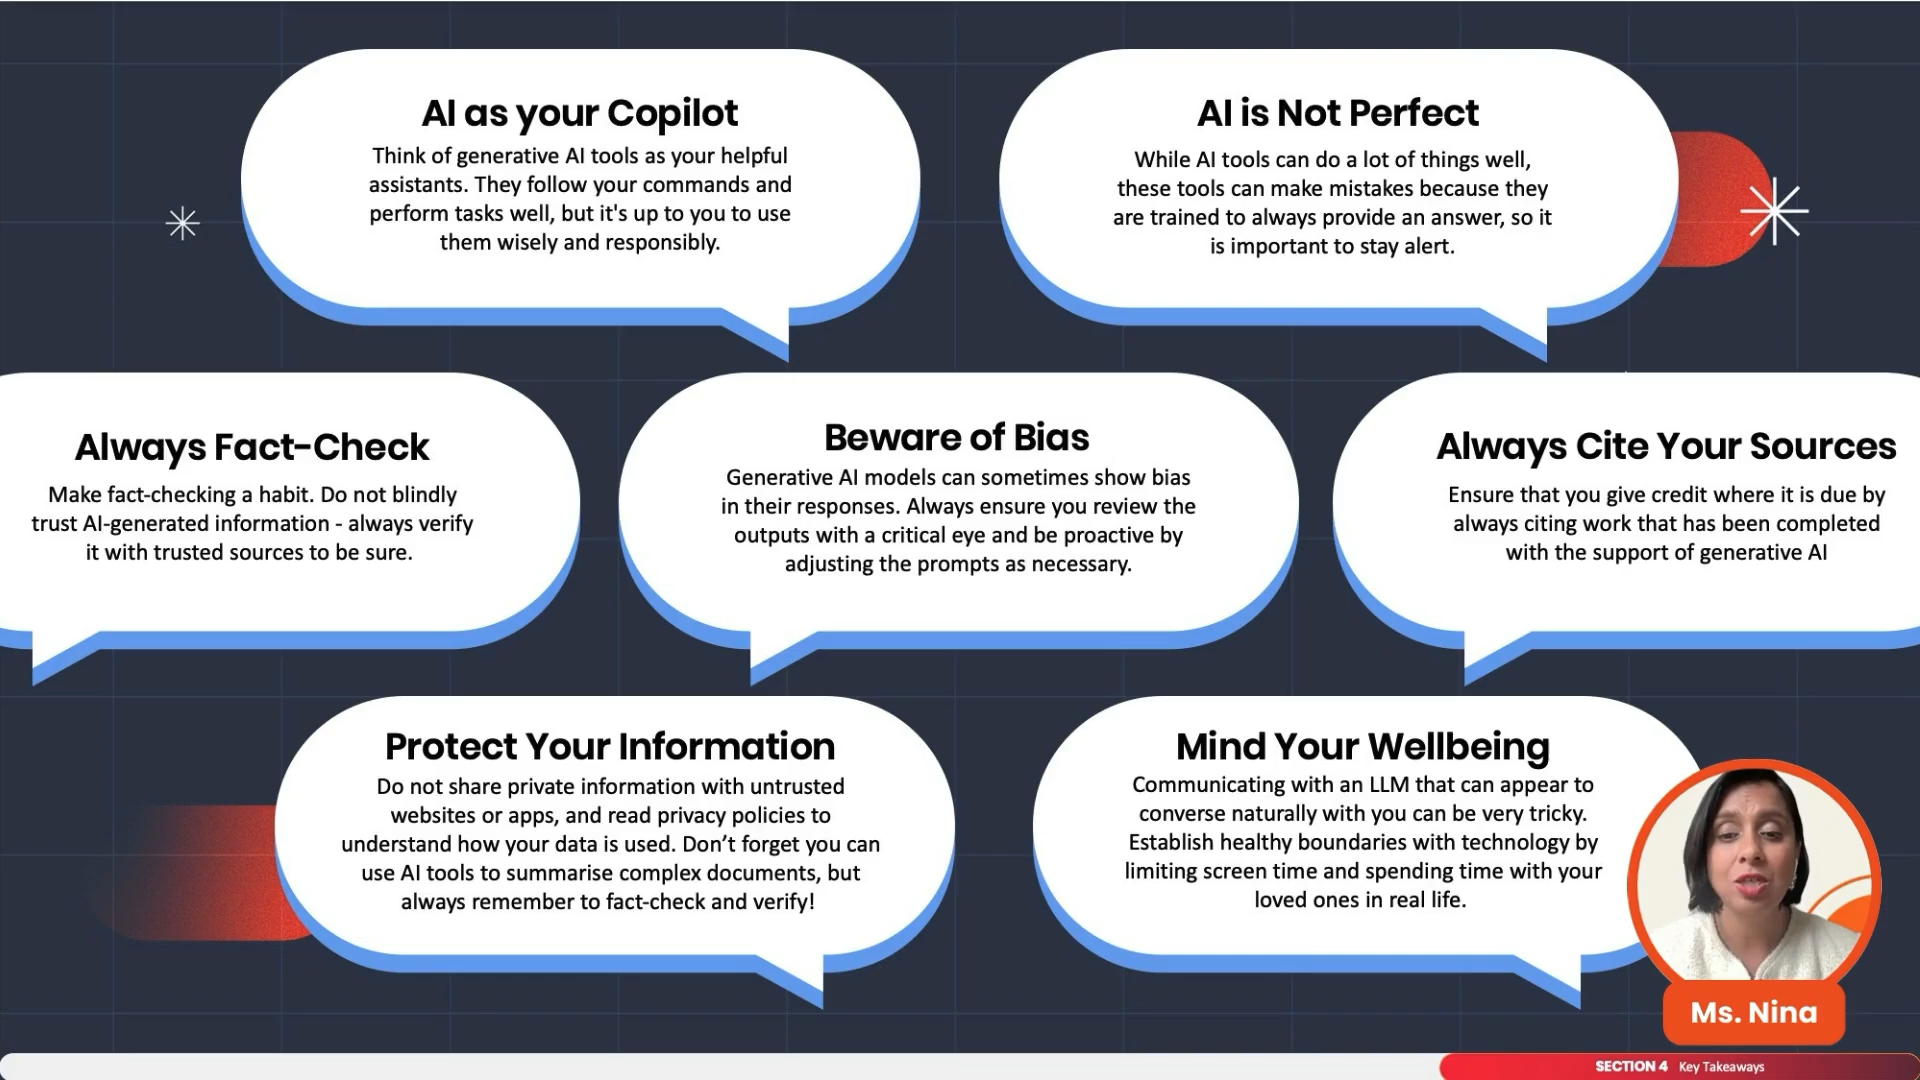 AI as your Copilot
Think of generative AI tools as your helpful
assistants. They follow your commands and
perform tasks well, but it's up to you to use
them wisely and responsibly.
AI is Not Perfect
While AI tools can do a lot of things well,
these tools can make mistakes because they
are trained to always provide an answer, so it
is important to stay alert.
Always Fact-Check
Make fact-checking a habit. Do not blindly
trust AI-generated information - always verify
it with trusted sources to be sure.
Beware of Bias
Generative AI models can sometimes show bias
in their responses. Always ensure you review the
outputs with a critical eye and be proactive by
adjusting the prompts as necessary.
Always Cite Your Sources
Ensure that you give credit where it is due by
always citing work that has been completed
with the support of generative AI
Protect Your Information
Do not share private information with untrusted
websites or apps, and read privacy policies to
understand how your data is used. Don’t forget you can
use AI tools to summarise complex documents, but
always remember to fact-check and verify!
Mind Your Wellbeing
Communicating with an LLM that can appear to
converse naturally with you can be very tricky.
Establish healthy boundaries with technology by
limiting screen time and spending time with your
loved ones in real life.
Ms. Nina
SECTION 4 Key Takeaways